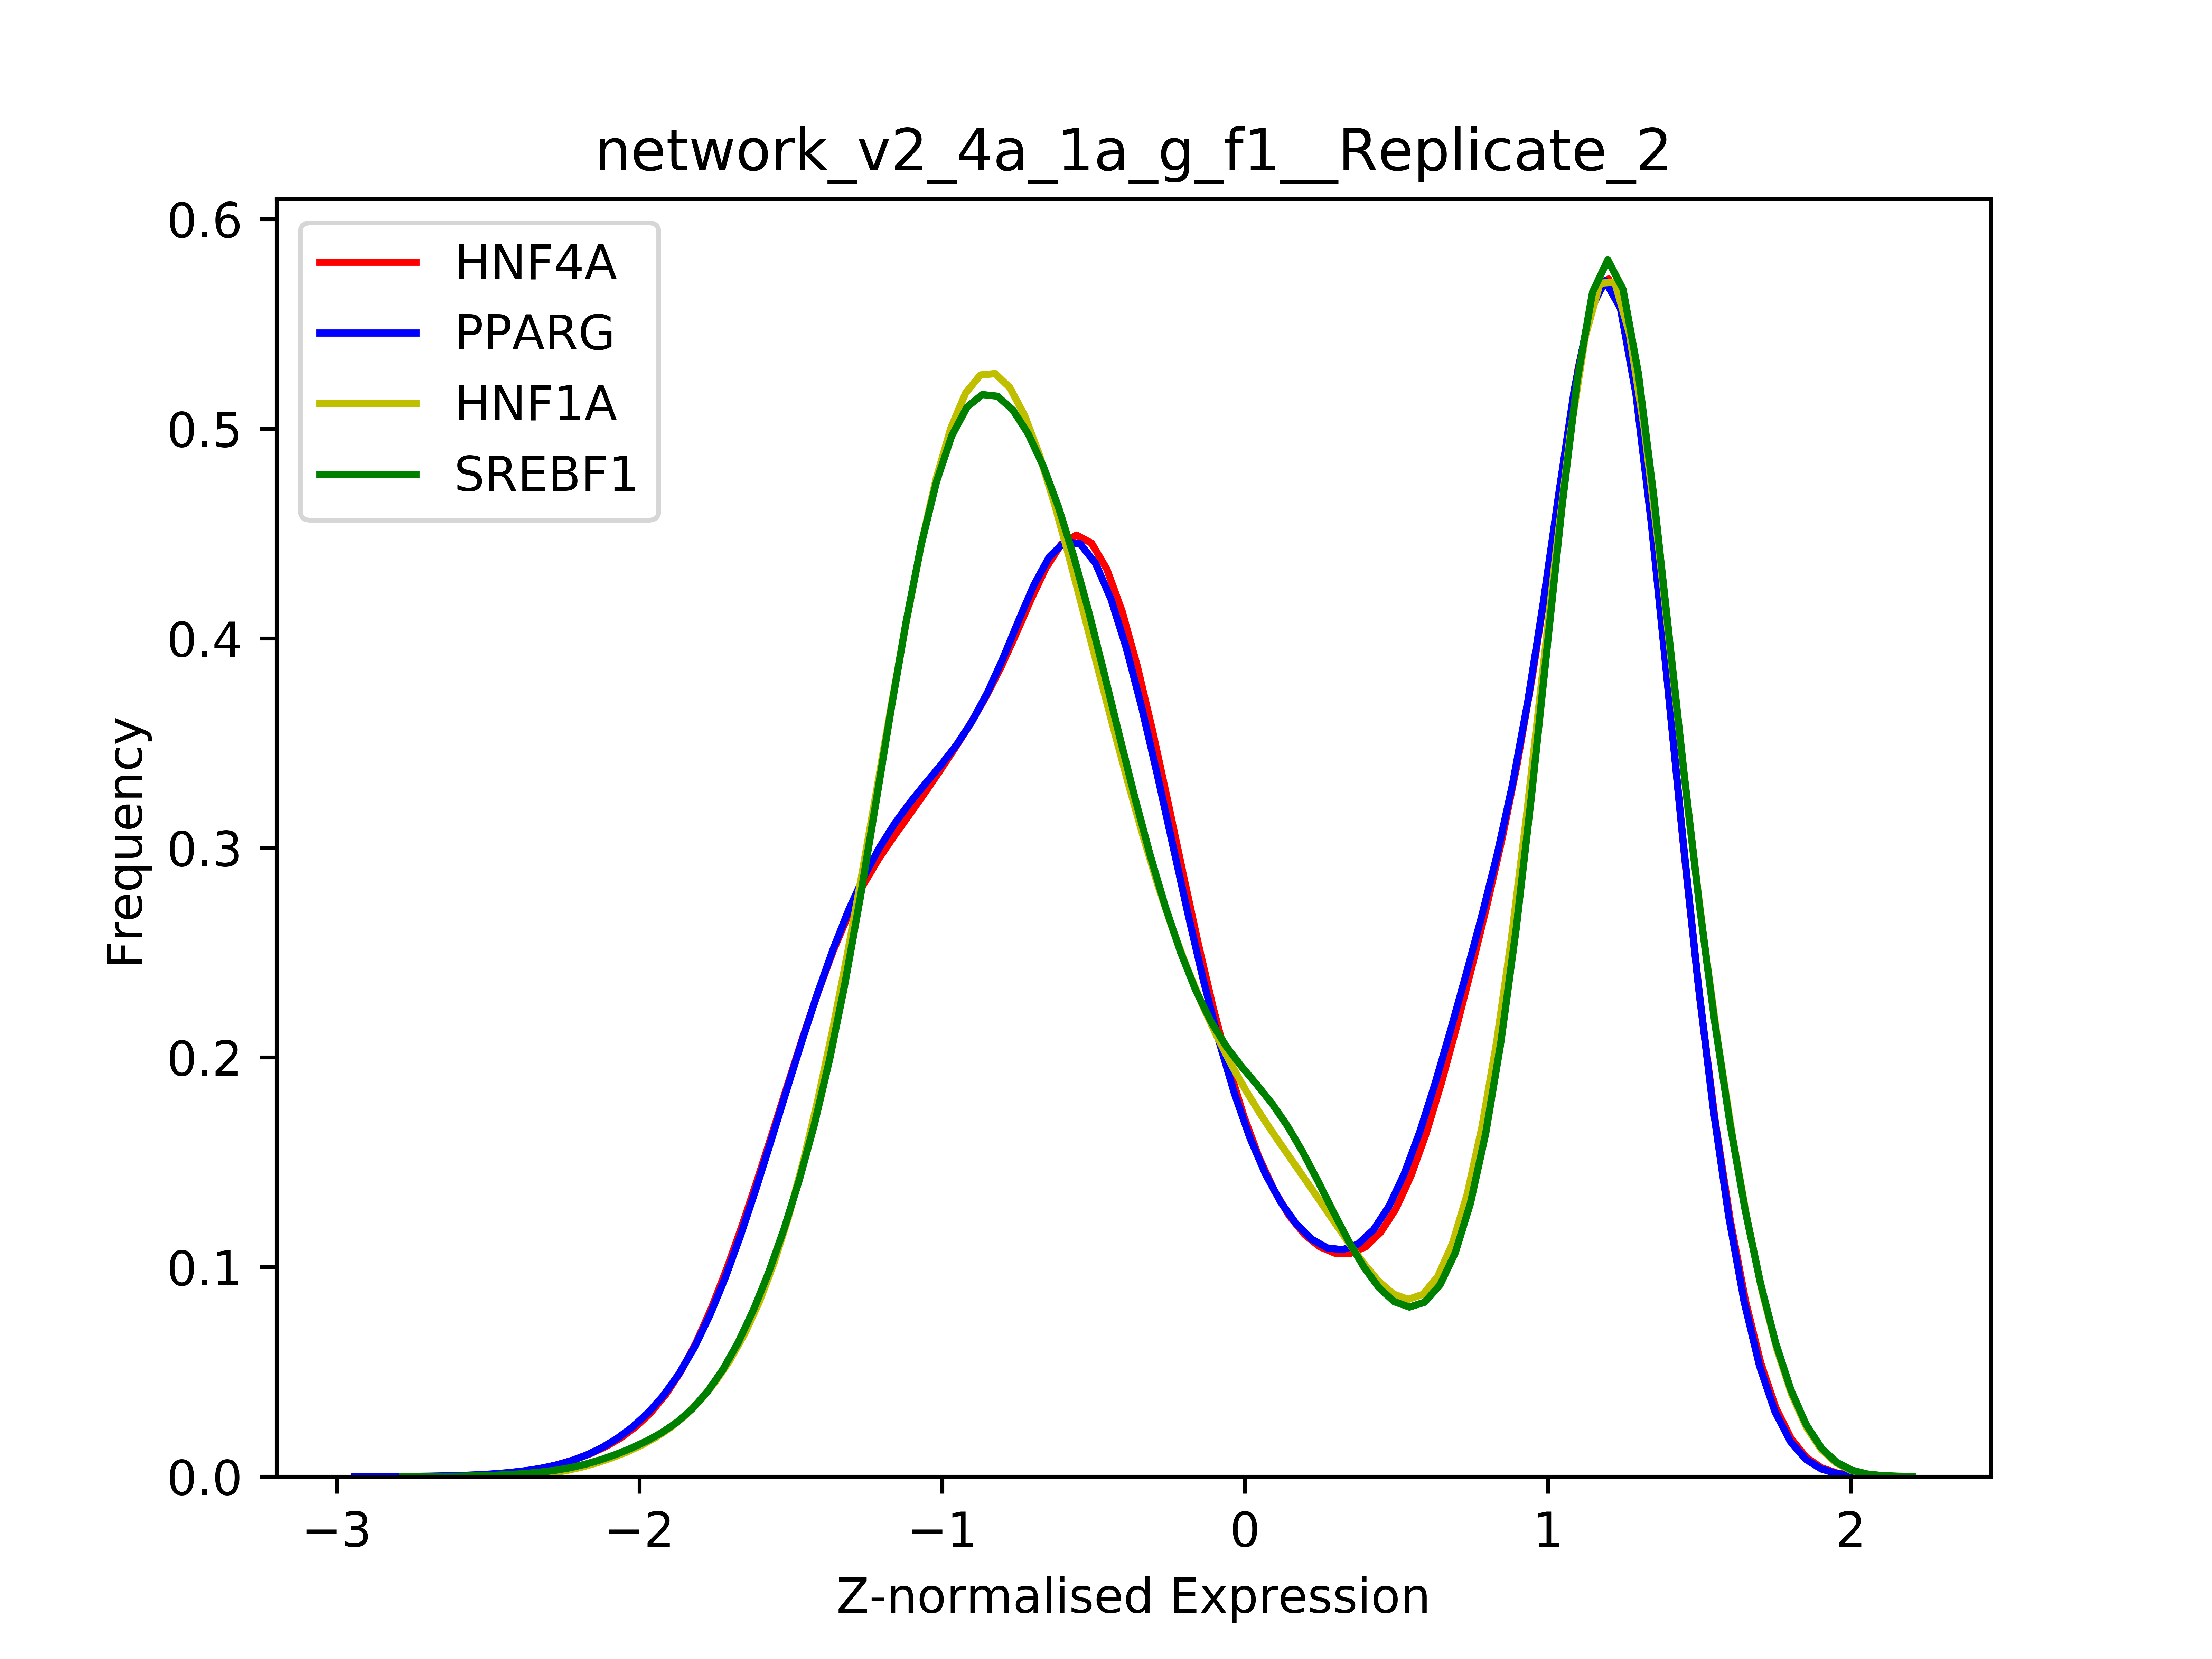 network_v2_4a_1a_g_f1___Replicate_2
0.6
0.5
0.4
0.3
0.2
0.1
0.0
Frequency
HNF4A
PPARG
HNF1A
SREBF1
−3 −2 −1 0 1 2
Z-normalised Expression